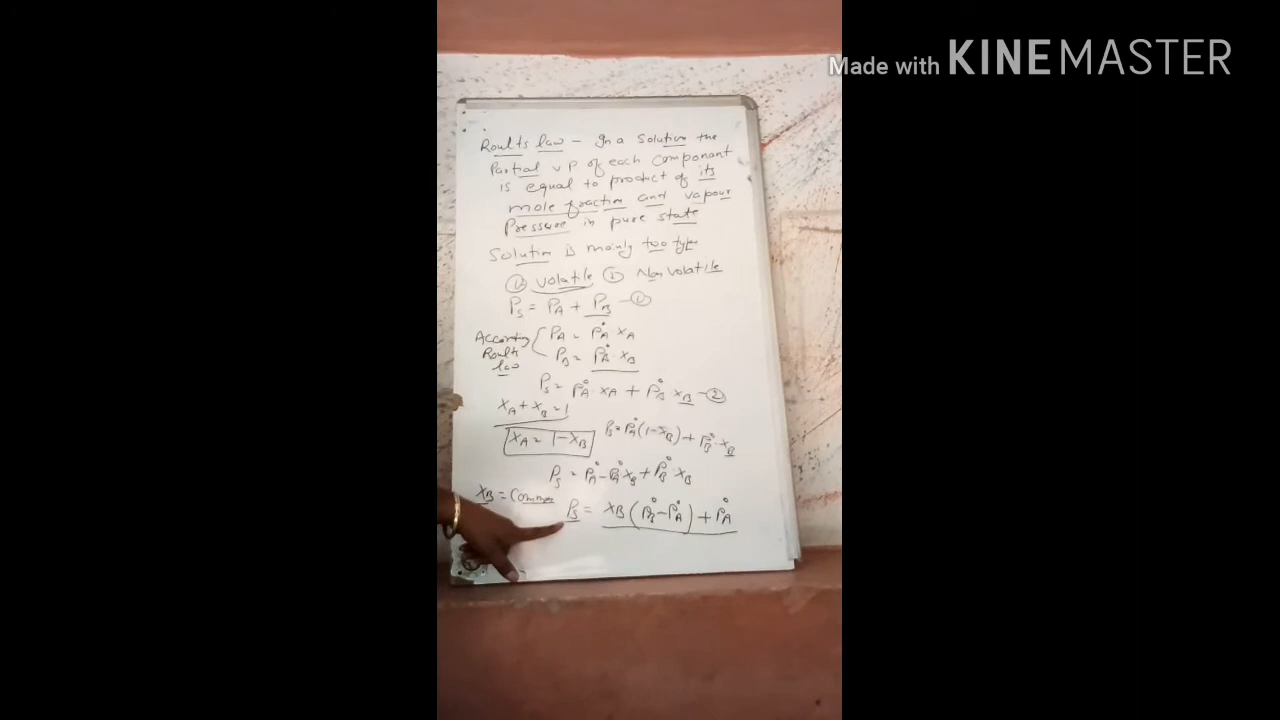 Made with KINEMASTER
Roults law - In a solution the
Partial v P of each component
is equal to product of its
mole fraction and vapour
Pressure in pure state
Solution is mainly two type
volatile ① Non volatile
Ps = PA + PB - ①
PA = P°A XA
According
Roults
law
PB = P°A · XB
Ps = P°A · XA + P°B XB - ②
XA + XB = 1
XA = 1 - XB
Ps = P°A (1 - XB) + P°B · XB
Ps = P°A - P°A XB + P°B · XB
XB = Common
Ps = XB (P°B - P°A) + P°A